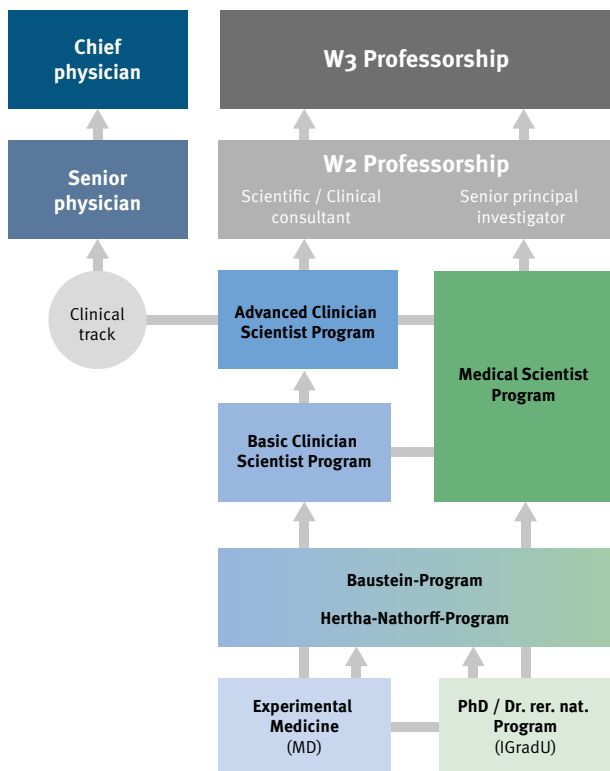 Chief
physician
W3 Professorship
Senior
physician
W2 Professorship
Scientific / Clinical
consultant
Senior principal
investigator
Clinical
track
Advanced Clinician
Scientist Program
Medical Scientist
Program
Basic Clinician
Scientist Program
Baustein-Program
Hertha-Nathorff-Program
Experimental
Medicine
(MD)
PhD / Dr. rer. nat.
Program
(IGradU)